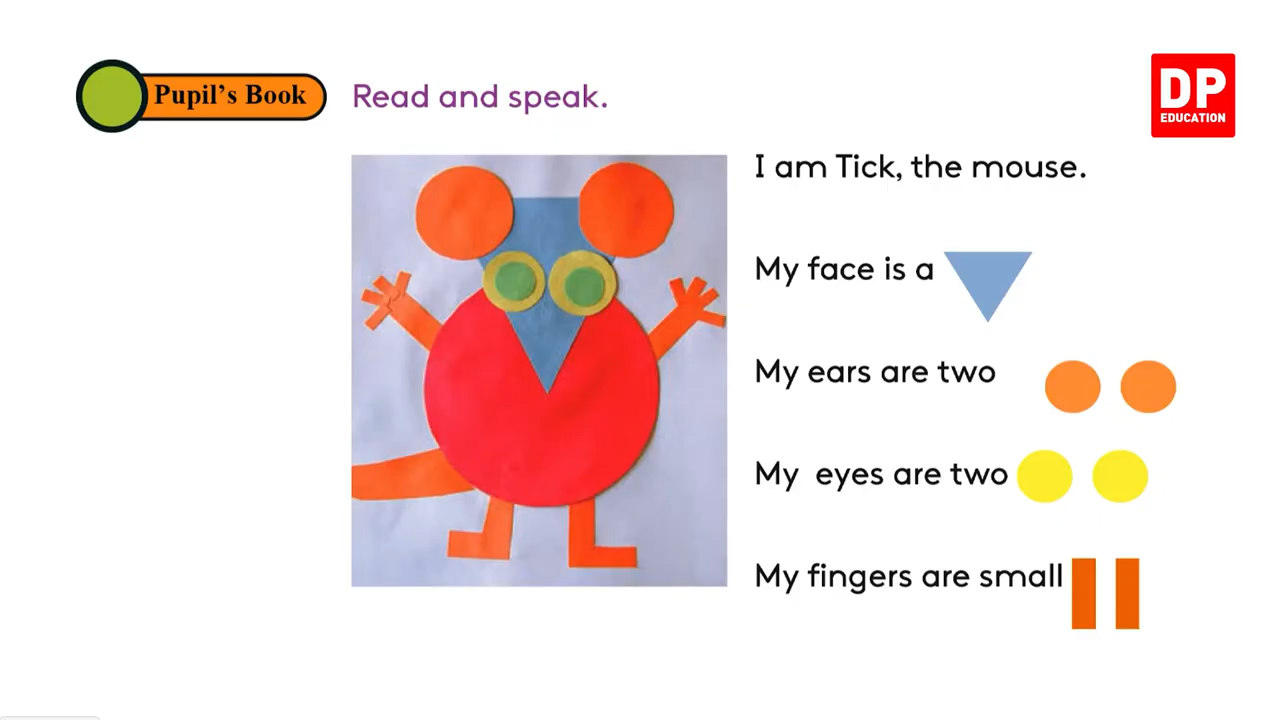 Pupil's Book
Read and speak.
DP
EDUCATION
I am Tick, the mouse.
My face is a
My ears are two
My eyes are two
My fingers are small